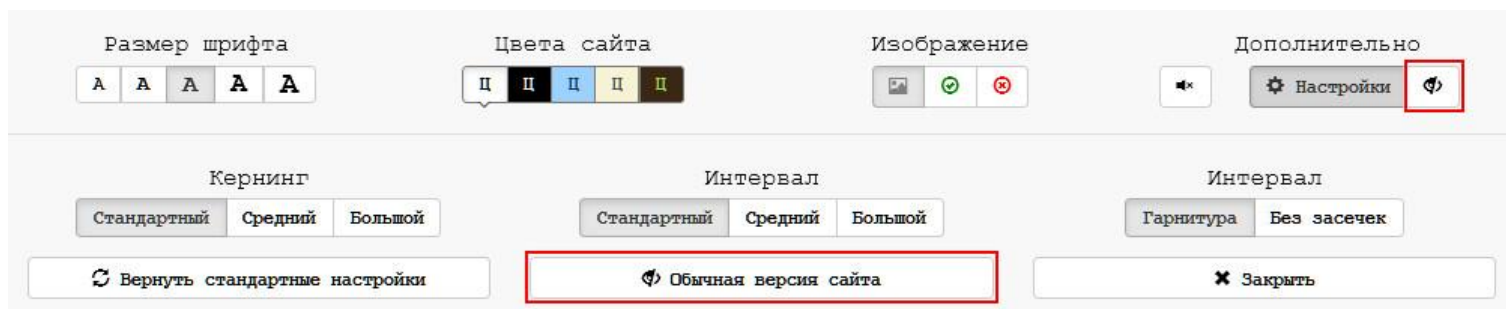 Размер шрифта Цвета сайта Изображение Дополнительно
А А А А А Ц Ц Ц Ц Ц Настройки
Кернинг Интервал Интервал
Стандартный Средний Большой Стандартный Средний Большой Гарнитура Без засечек
Вернуть стандартные настройки Обычная версия сайта Закрыть